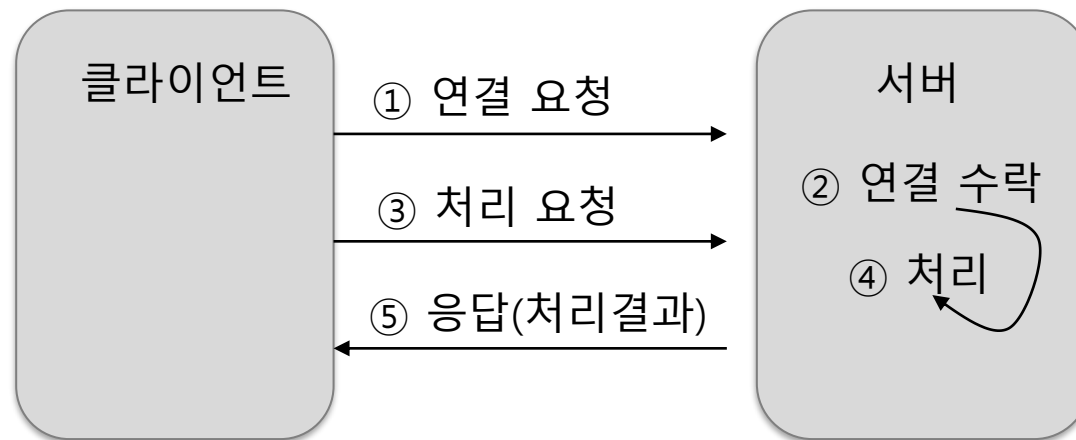 클라이언트
① 연결 요청
③ 처리 요청
⑤ 응답(처리결과)
서버
② 연결 수락
④ 처리